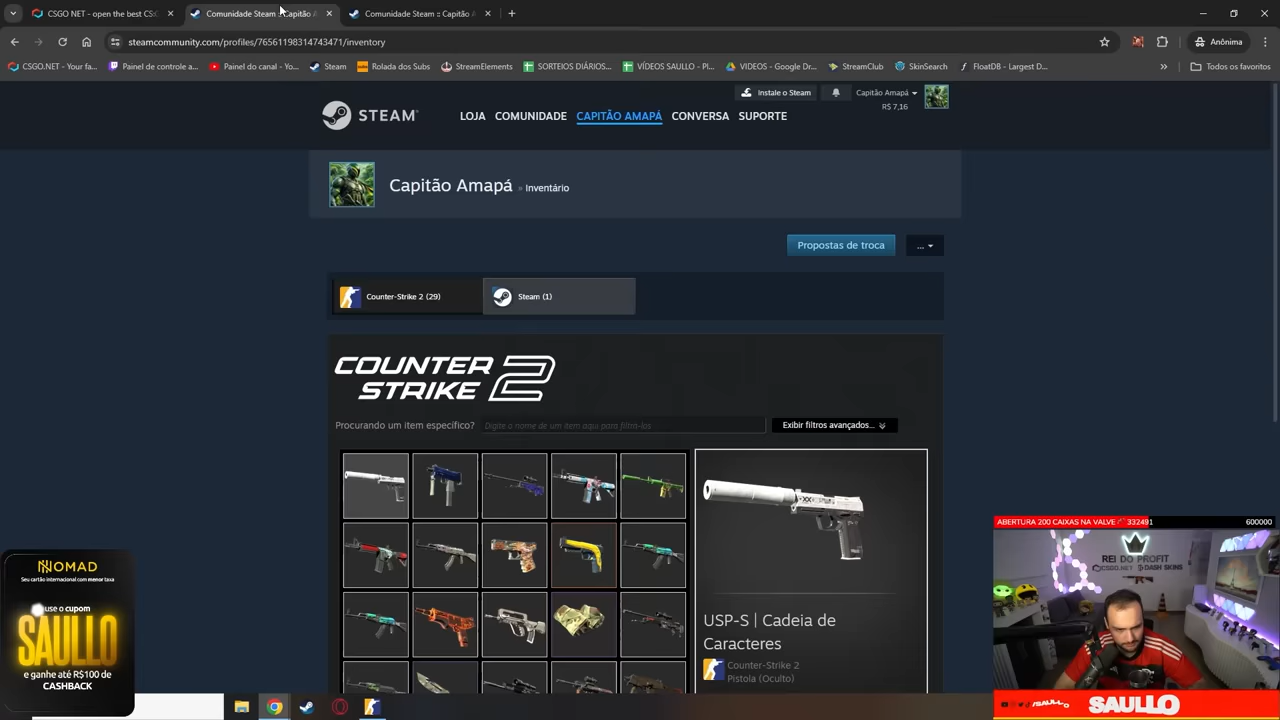 CSGO NET - open the best CS:
Comunidade Steam :: Capitão A
Comunidade Steam :: Capitão A
steamcommunity.com/profiles/76561198314743471/inventory
Anônima
CSGO.NET - Your fa...
Painel de controle a...
Painel do canal - Yo...
Steam
Rolada dos Subs
StreamElements
SORTEIOS DIÁRIOS...
VÍDEOS SAULLO - Pl...
VIDEOS - Google Dr...
StreamClub
SkinSearch
FloatDB - Largest D...
Todos os favoritos
Instale o Steam
Capitão Amapá
R$ 7,16
STEAM
LOJA
COMUNIDADE
CAPITÃO AMAPÁ
CONVERSA
SUPORTE
Capitão Amapá » Inventário
Propostas de troca
...
Counter-Strike 2 (29)
Steam (1)
COUNTER
STRIKE 2
Procurando um item específico?
Digite o nome de um item aqui para filtrá-los
Exibir filtros avançados...
USP-S | Cadeia de
Caracteres
Counter-Strike 2
Pistola (Oculto)
NOMAD
Seu cartão internacional com menor taxa
use o cupom
SAULLO
e ganhe até R$100 de
CASHBACK
ABERTURA 200 CAIXAS NA VALVE
332491
600000
REI DO PROFIT
CSGO.NET
DASH SKINS
/SAULLO
SAULLO